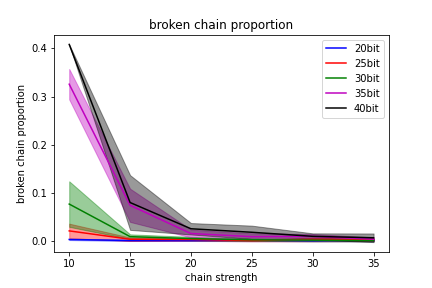 broken chain proportion
broken chain proportion
0.4
0.3
0.2
0.1
0.0
20bit
25bit
30bit
35bit
40bit
10 15 20 25 30 35
chain strength